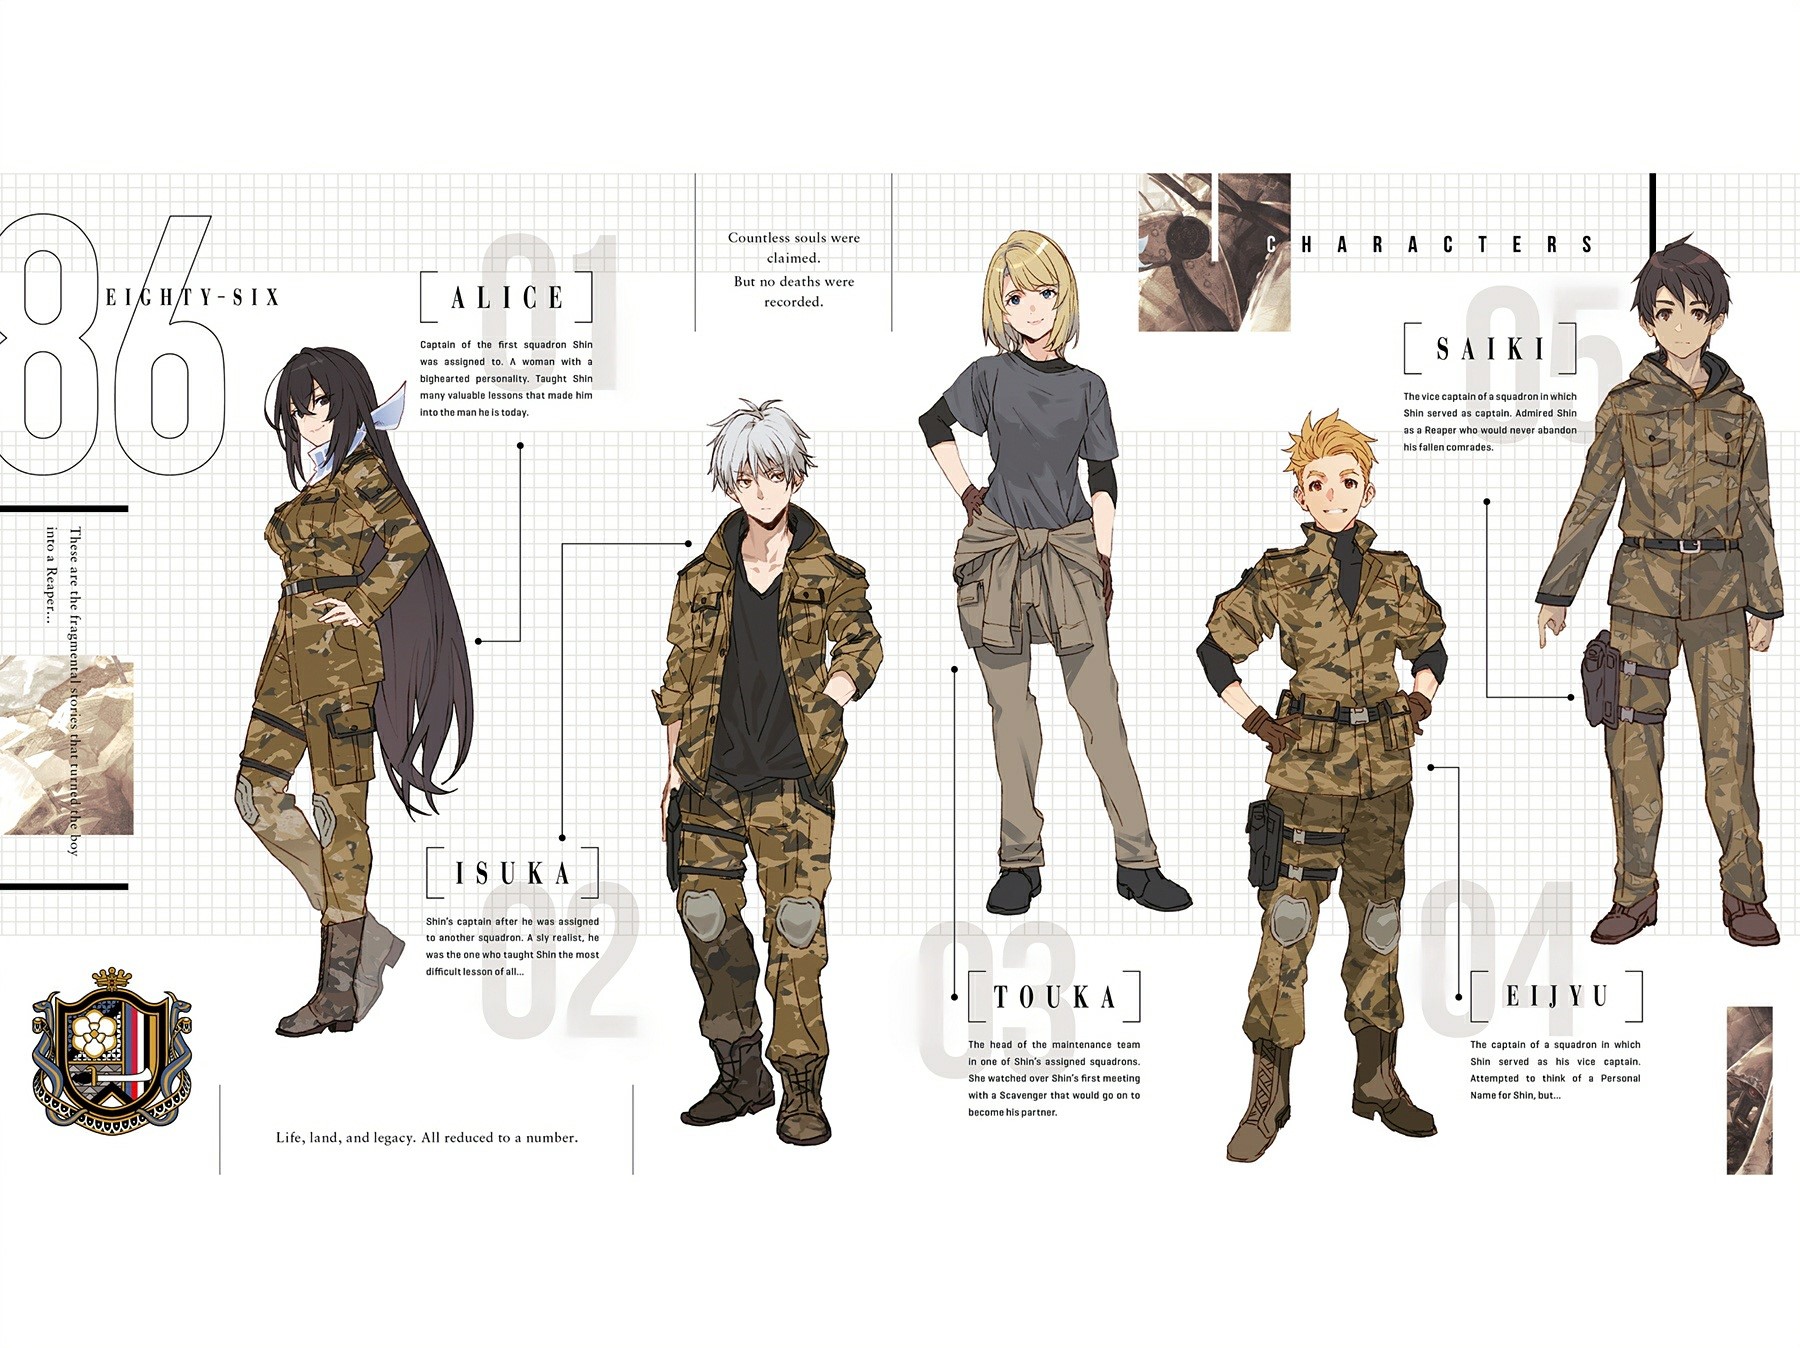 86
EIGHTY-SIX
These are the fragmental stories that turned the boy
into a Reaper...
01
ALICE
Captain of the first squadron Shin
was assigned to. A woman with a
bighearted personality. Taught Shin
many valuable lessons that made him
into the man he is today.
Countless souls were
claimed.
But no deaths were
recorded.
CHARACTERS
05
SAIKI
The vice captain of a squadron in which
Shin served as captain. Admired Shin
as a Reaper who would never abandon
his fallen comrades.
02
ISUKA
Shin's captain after he was assigned
to another squadron. A sly realist, he
was the one who taught Shin the most
difficult lesson of all...
03
TOUKA
The head of the maintenance team
in one of Shin's assigned squadrons.
She watched over Shin's first meeting
with a Scavenger that would go on to
become his partner.
04
EIJYU
The captain of a squadron in which
Shin served as his vice captain.
Attempted to think of a Personal
Name for Shin, but...
Life, land, and legacy. All reduced to a number.